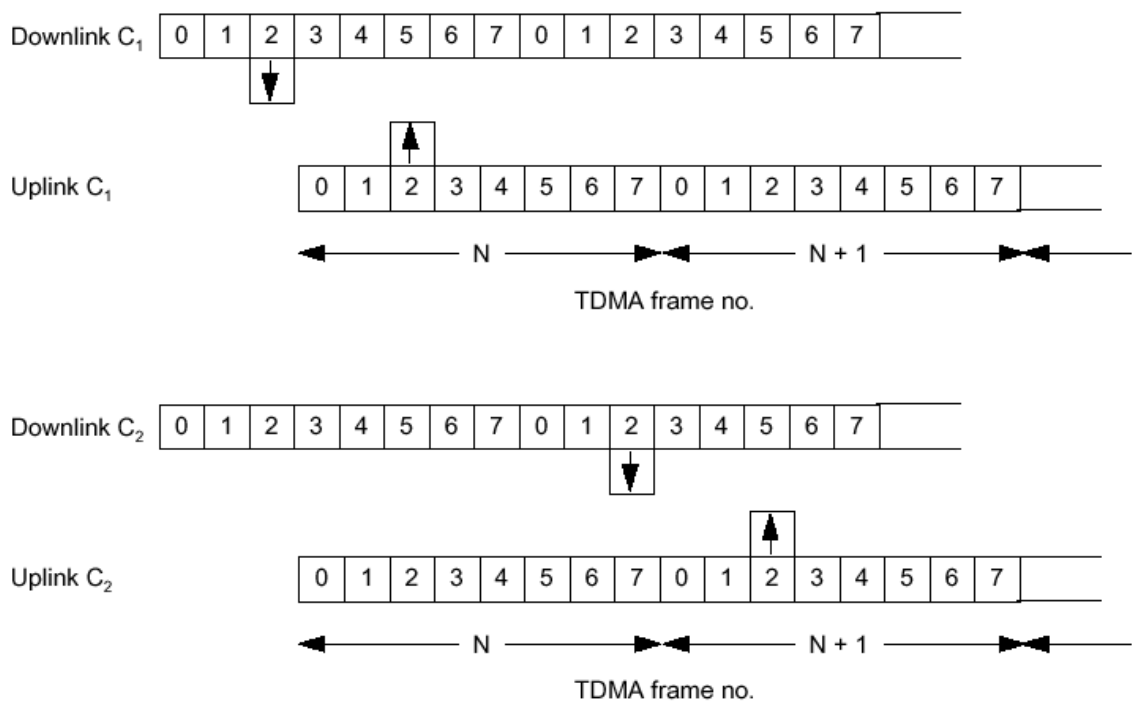 Downlink C₁ 0 1 2 3 4 5 6 7 0 1 2 3 4 5 6 7
Uplink C₁ 0 1 2 3 4 5 6 7 0 1 2 3 4 5 6 7
N N + 1
TDMA frame no.
Downlink C₂ 0 1 2 3 4 5 6 7 0 1 2 3 4 5 6 7
Uplink C₂ 0 1 2 3 4 5 6 7 0 1 2 3 4 5 6 7
N N + 1
TDMA frame no.